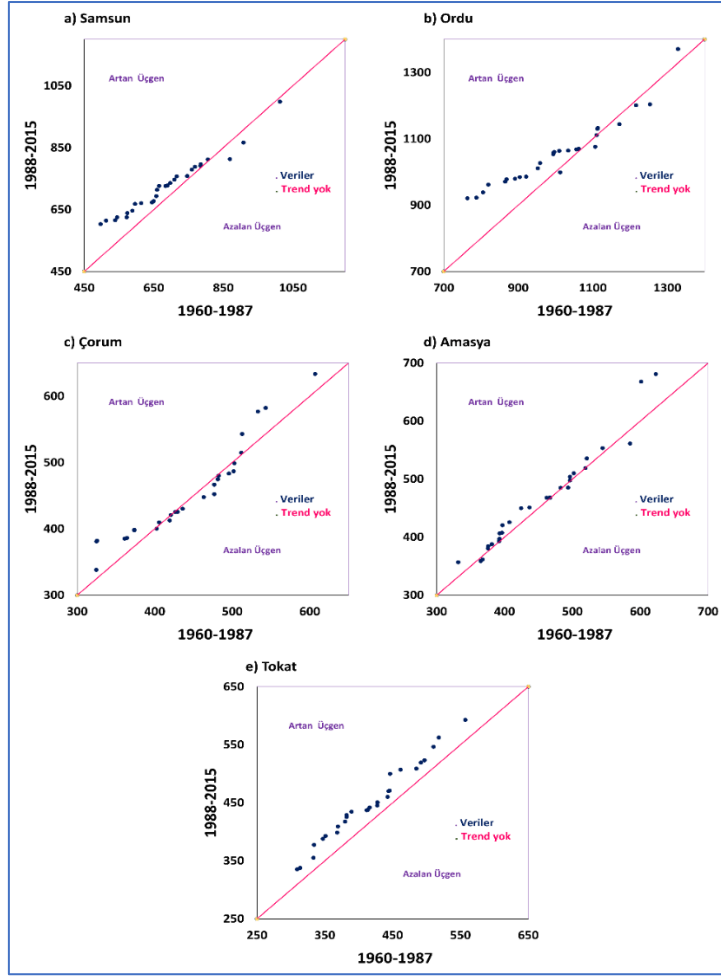 a) Samsun
1988-2015
1050
850
650
450
Artan Üçgen
. Veriler
. Trend yok
Azalan Üçgen
450 650 850 1050
1960-1987
b) Ordu
1988-2015
1300
1100
900
700
Artan Üçgen
. Veriler
. Trend yok
Azalan Üçgen
700 900 1100 1300
1960-1987
c) Çorum
1988-2015
600
500
400
300
Artan Üçgen
. Veriler
. Trend yok
Azalan Üçgen
300 400 500 600
1960-1987
d) Amasya
1988-2015
700
600
500
400
300
Artan Üçgen
. Veriler
. Trend yok
Azalan Üçgen
300 400 500 600 700
1960-1987
e) Tokat
1988-2015
650
550
450
350
250
Artan Üçgen
. Veriler
. Trend yok
Azalan Üçgen
250 350 450 550 650
1960-1987